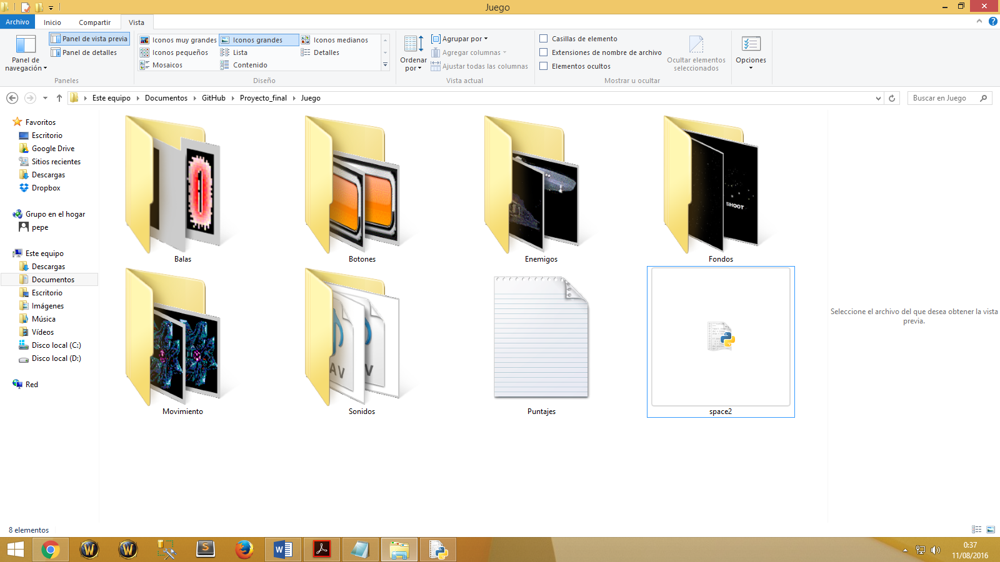 Juego
Archivo Inicio Compartir Vista
Panel de navegación
Panel de vista previa
Panel de detalles
Paneles
Iconos muy grandes Iconos grandes Iconos medianos
Iconos pequeños Lista Detalles
Mosaicos Contenido
Diseño
Ordenar por
Agrupar por
Agregar columnas
Ajustar todas las columnas
Vista actual
Casillas de elemento
Extensiones de nombre de archivo
Elementos ocultos
Ocultar elementos seleccionados
Mostrar u ocultar
Opciones
Este equipo Documentos GitHub Proyecto_final Juego
Buscar en Juego
Favoritos
Escritorio
Google Drive
Sitios recientes
Descargas
Dropbox
Grupo en el hogar
pepe
Este equipo
Descargas
Documentos
Escritorio
Imágenes
Música
Vídeos
Disco local (C:)
Disco local (D:)
Red
SHOOT
Balas Botones Enemigos Fondos
AV V
Movimiento Sonidos Puntajes space2
Seleccione el archivo del que desea obtener la vista
previa.
8 elementos
0:37
11/08/2016